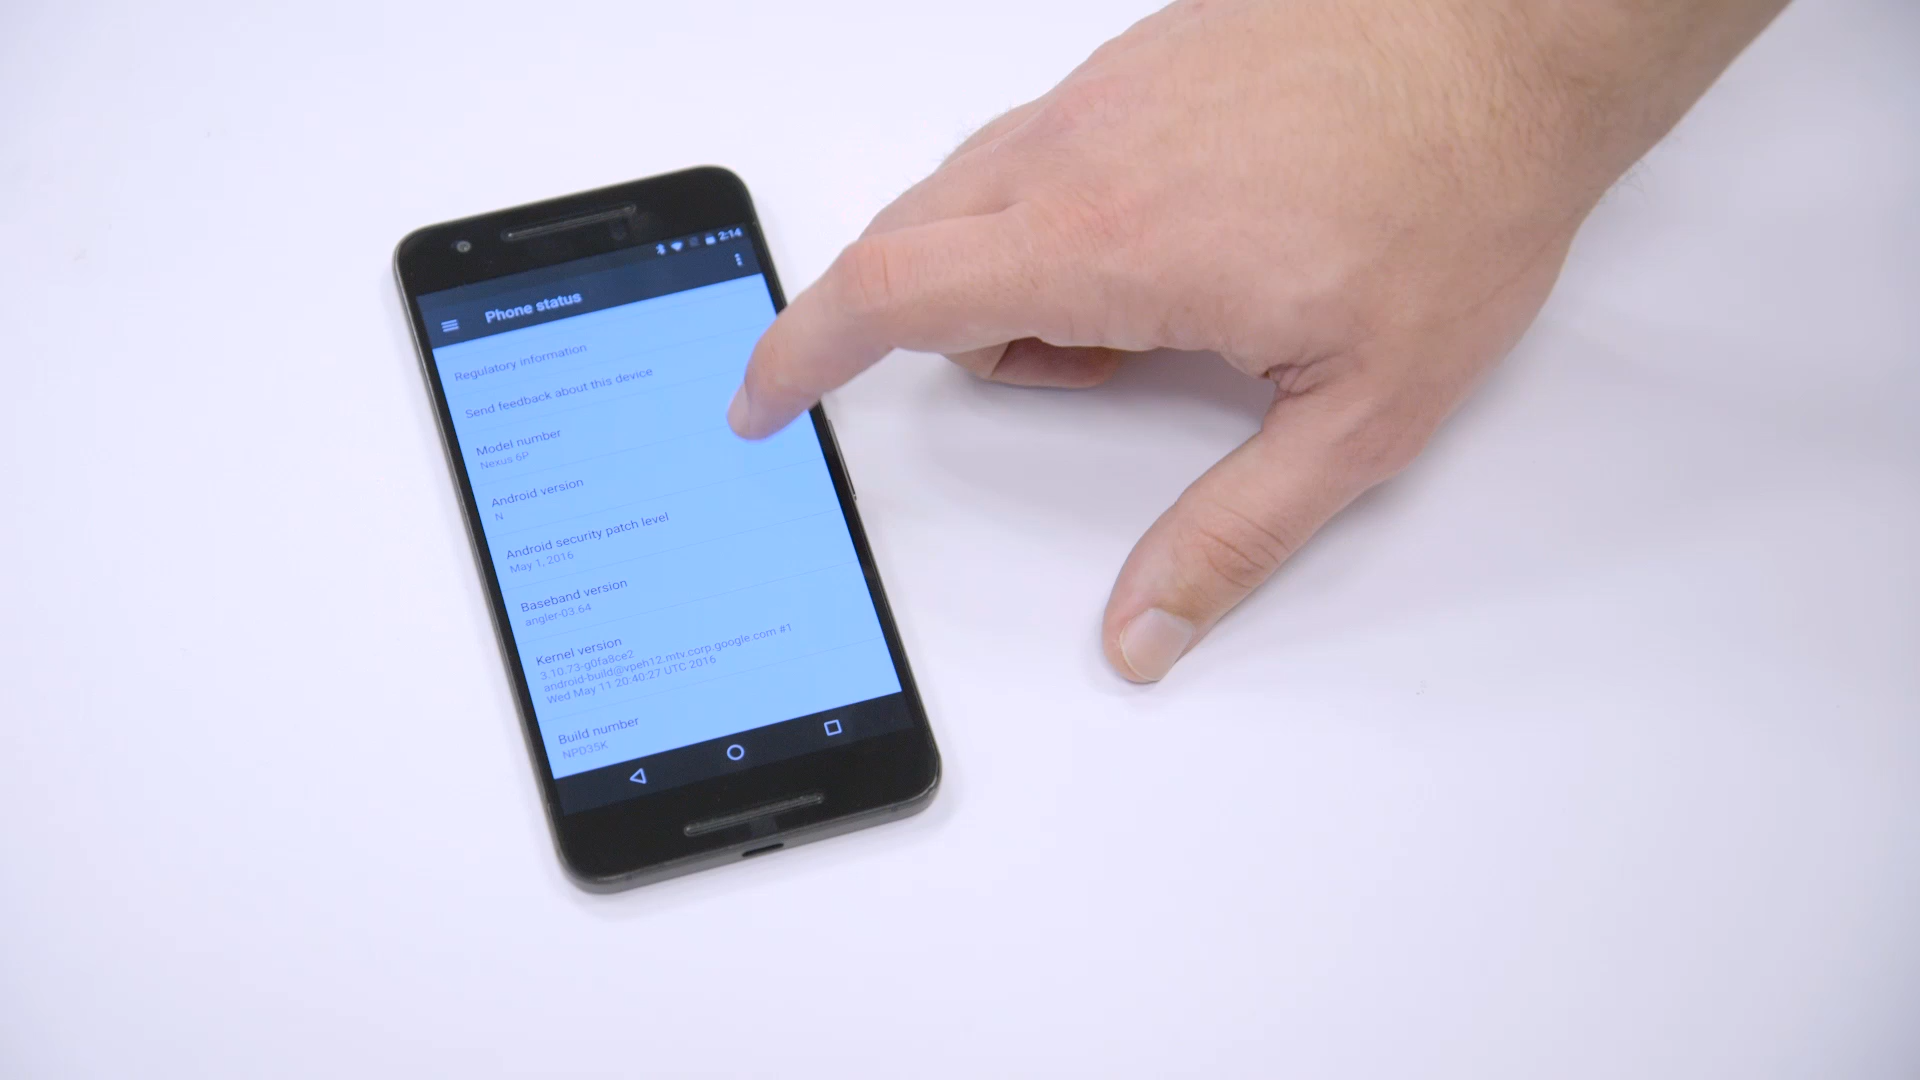 2:14
Phone status
Regulatory information
Send feedback about this device
Model number
Nexus 6P
Android version
N
Android security patch level
May 1, 2016
Baseband version
angler-03.64
Kernel version
3.10.73-g0fa8ce2
android-build@vpeh12.mtv.corp.google.com #1
Wed May 11 20:40:27 UTC 2016
Build number
NPD35K